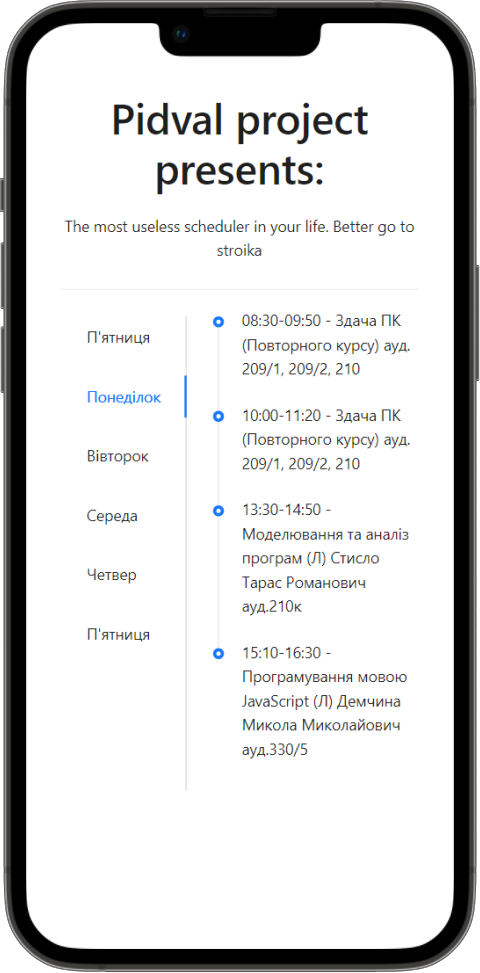 Pidval project
presents:
The most useless scheduler in your life. Better go to
stroika
П'ятниця
Понеділок
Вівторок
Середа
Четвер
П'ятниця
08:30-09:50 - Здача ПК
(Повторного курсу) ауд.
209/1, 209/2, 210
10:00-11:20 - Здача ПК
(Повторного курсу) ауд.
209/1, 209/2, 210
13:30-14:50 -
Моделювання та аналіз
програм (Л) Стисло
Тарас Романович
ауд.210к
15:10-16:30 -
Програмування мовою
JavaScript (Л) Демчина
Микола Миколайович
ауд.330/5